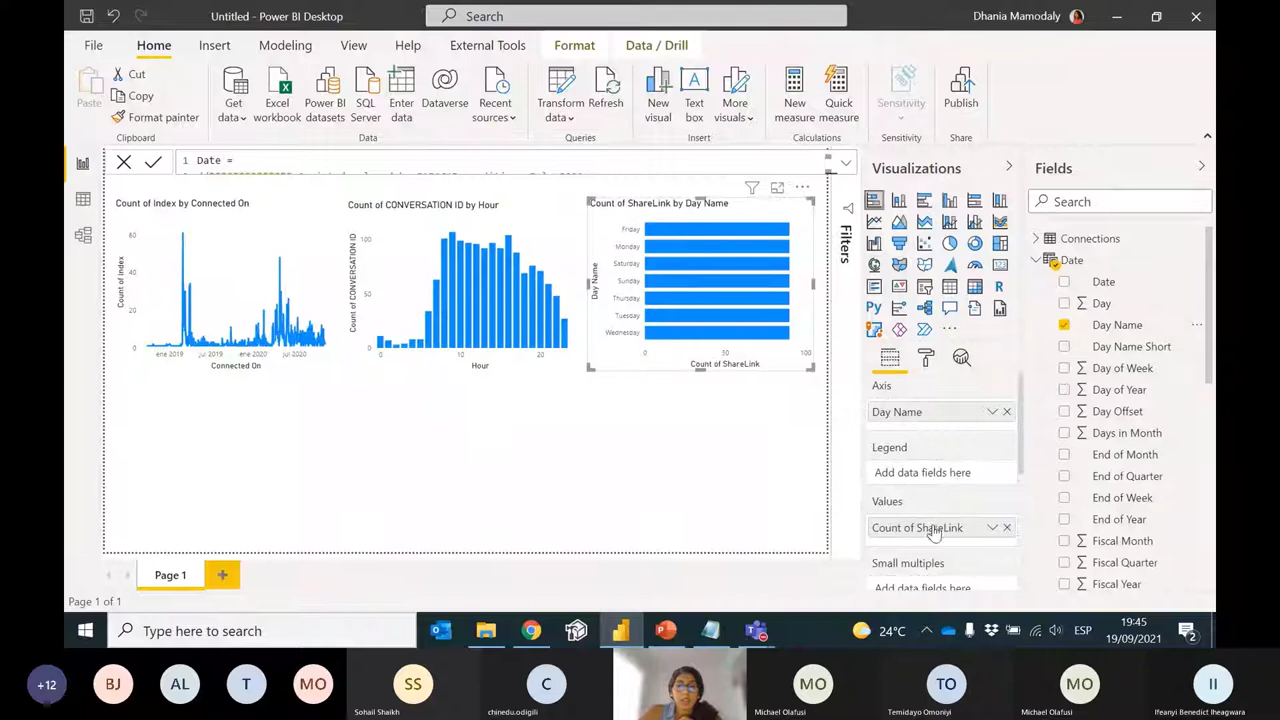 Untitled - Power BI Desktop
Search
Dhania Mamodaly
File
Home
Insert
Modeling
View
Help
External Tools
Format
Data / Drill
Paste
Cut
Copy
Format painter
Get data
Excel workbook
Power BI datasets
SQL Server
Enter data
Dataverse
Recent sources
Transform data
Refresh
New visual
Text box
More visuals
New measure
Quick measure
Sensitivity
Publish
Clipboard
Data
Queries
Insert
Calculations
Sensitivity
Share
1 Date =
Count of Index by Connected On
Count of Index
60
40
20
0
ene 2019
jul. 2019
ene 2020
jul. 2020
Connected On
Count of CONVERSATION ID by Hour
Count of CONVERSATION ID
100
50
0
0
10
20
Hour
Count of ShareLink by Day Name
Day Name
Friday
Monday
Saturday
Sunday
Thursday
Tuesday
Wednesday
0
50
100
Count of ShareLink
Filters
Visualizations
Py
R
Axis
Day Name
Legend
Add data fields here
Values
Count of ShareLink
Small multiples
Add data fields here
Fields
Search
Connections
Date
Date
Day
Day Name
Day Name Short
Day of Week
Day of Year
Day Offset
Days in Month
End of Month
End of Quarter
End of Week
End of Year
Fiscal Month
Fiscal Quarter
Fiscal Year
Page 1
Page 1 of 1
Type here to search
24°C
ESP
19:45
19/09/2021
2
+12
BJ
AL
T
MO
SS
Sohail Shaikh
C
chinedu.odigili
MO
Michael Olafusi
TO
Temidayo Omoniyi
MO
Michael Olafusi
II
Ifeanyi Benedict Iheagwara